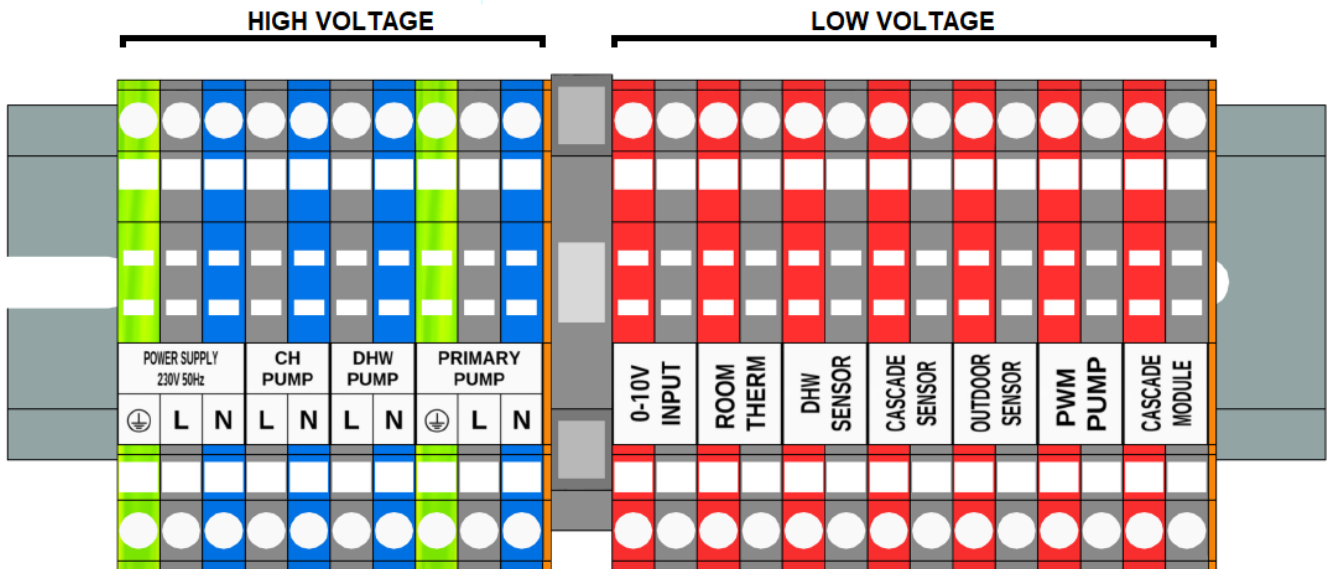 HIGH VOLTAGE
LOW VOLTAGE
POWER SUPPLY
230V 50Hz
CH
PUMP
DHW
PUMP
PRIMARY
PUMP
L
N
L
N
L
N
L
N
0-10V
INPUT
ROOM
THERM
DHW
SENSOR
CASCADE
SENSOR
OUTDOOR
SENSOR
PWM
PUMP
CASCADE
MODULE